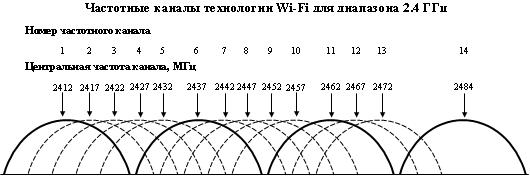 Частотные каналы технологии Wi-Fi для диапазона 2.4 ГГц
Номер частотного канала
1 2 3 4 5 6 7 8 9 10 11 12 13 14
Центральная частота канала, МГц
2412 2417 2422 2427 2432 2437 2442 2447 2452 2457 2462 2467 2472 2484